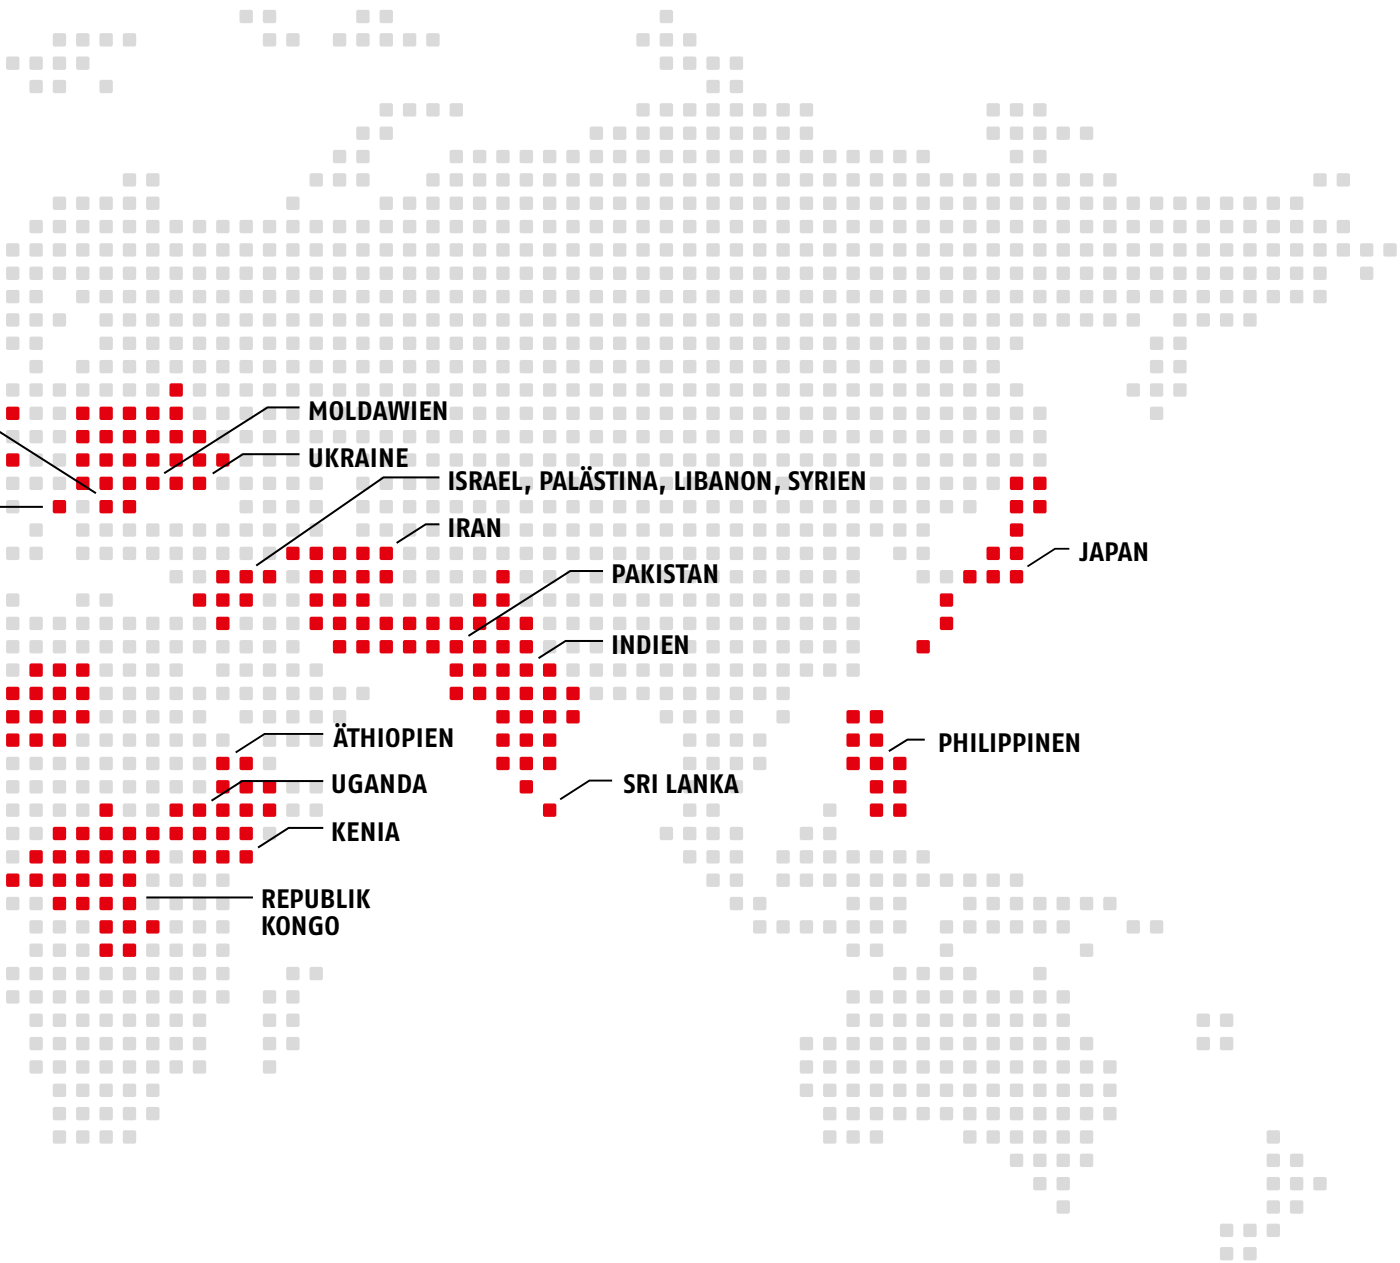 MOLDAWIEN
UKRAINE
ISRAEL, PALÄSTINA, LIBANON, SYRIEN
IRAN
JAPAN
PAKISTAN
INDIEN
ÄTHIOPIEN
PHILIPPINEN
UGANDA
SRI LANKA
KENIA
REPUBLIK
KONGO